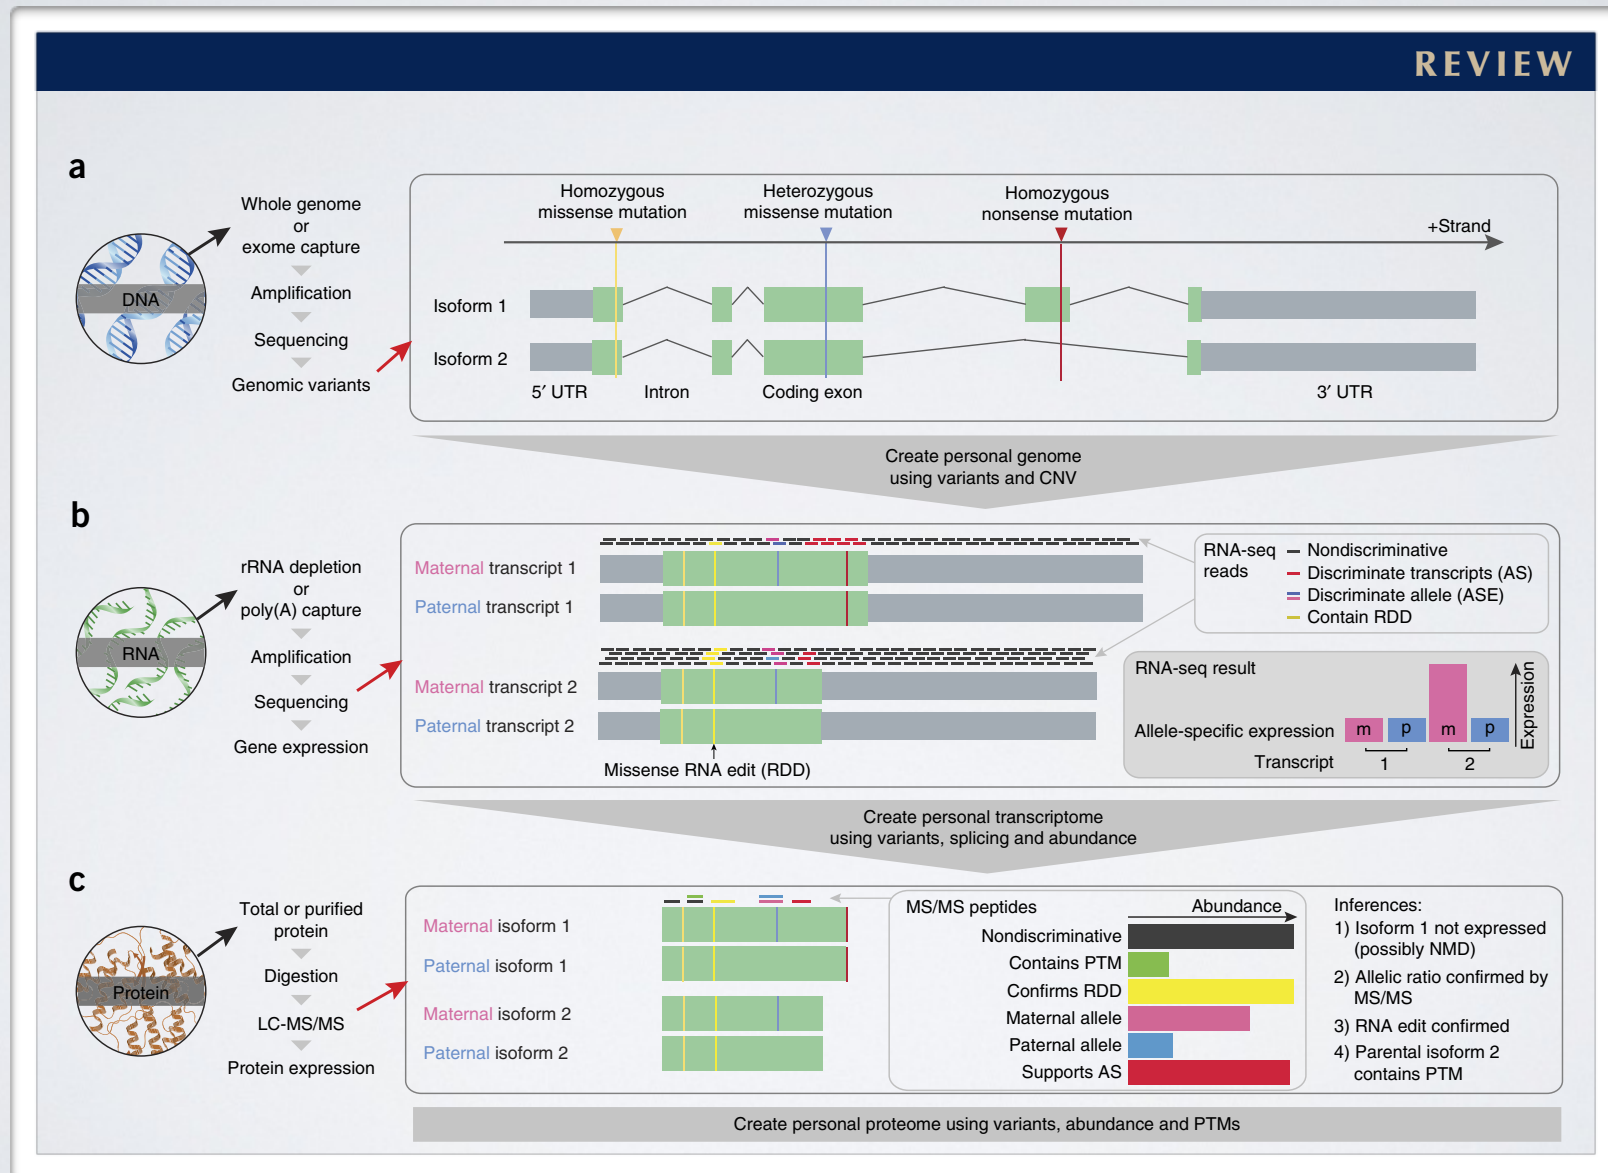 REVIEW
a
Whole genome
or
exome capture
Amplification
Sequencing
Genomic variants
DNA
Homozygous
missense mutation
Heterozygous
missense mutation
Homozygous
nonsense mutation
+Strand
Isoform 1
Isoform 2
5′ UTR
Intron
Coding exon
3′ UTR
Create personal genome
using variants and CNV
b
rRNA depletion
or
poly(A) capture
Amplification
Sequencing
Gene expression
RNA
Maternal transcript 1
Paternal transcript 1
Maternal transcript 2
Paternal transcript 2
Missense RNA edit (RDD)
RNA-seq
reads
Nondiscriminative
Discriminate transcripts (AS)
Discriminate allele (ASE)
Contain RDD
RNA-seq result
Allele-specific expression
m
p
m
p
Expression
Transcript
1
2
Create personal transcriptome
using variants, splicing and abundance
c
Total or purified
protein
Digestion
LC-MS/MS
Protein expression
Protein
Maternal isoform 1
Paternal isoform 1
Maternal isoform 2
Paternal isoform 2
MS/MS peptides
Abundance
Nondiscriminative
Contains PTM
Confirms RDD
Maternal allele
Paternal allele
Supports AS
Inferences:
1) Isoform 1 not expressed
(possibly NMD)
2) Allelic ratio confirmed by
MS/MS
3) RNA edit confirmed
4) Parental isoform 2
contains PTM
Create personal proteome using variants, abundance and PTMs